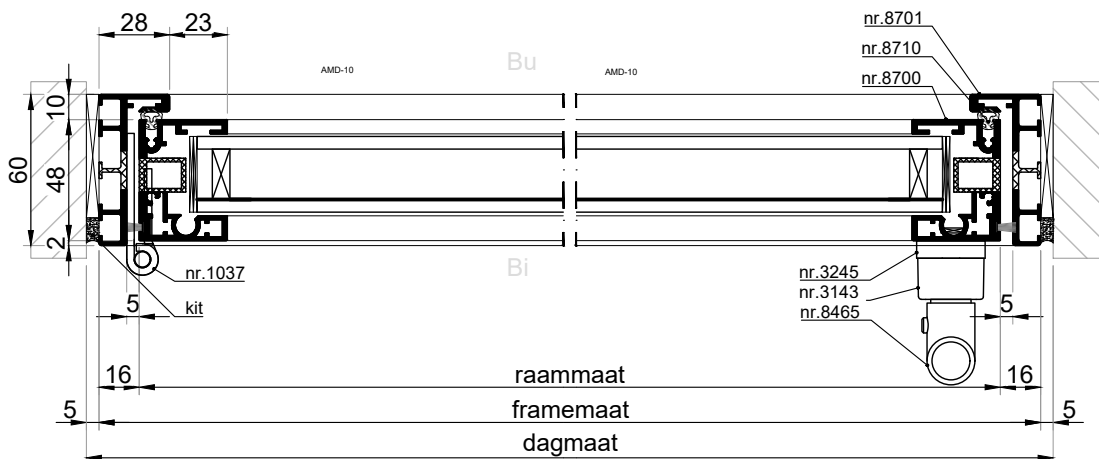 28 23
nr.8701
Bu
AMD-10 AMD-10
nr.8710
nr.8700
10
60
48
2
nr.1037
Bi
nr.3245
nr.3143
nr.8465
5 kit 5
16 raammaat 16
5 framemaat 5
dagmaat